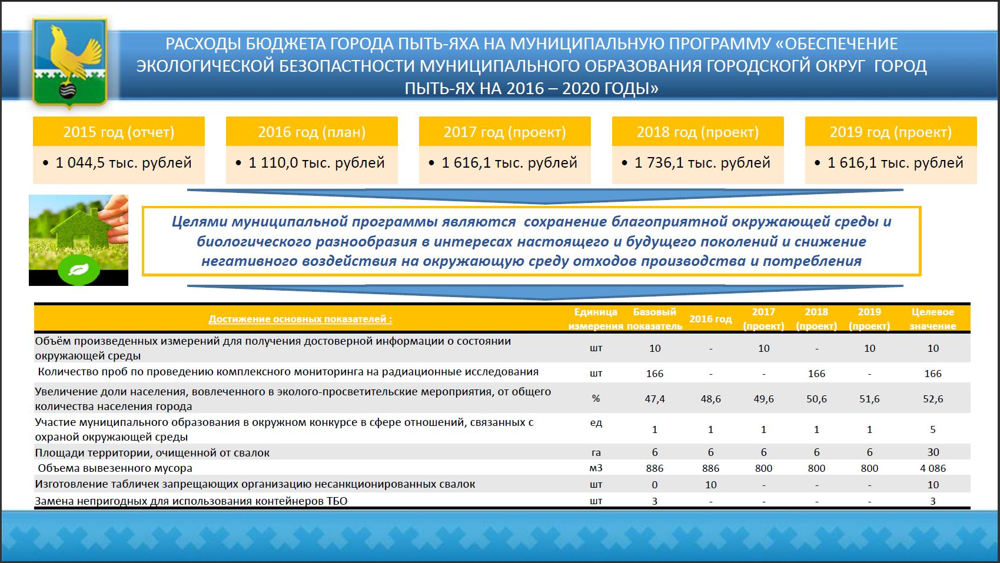 РАСХОДЫ БЮДЖЕТА ГОРОДА ПЫТЬ-ЯХА НА МУНИЦИПАЛЬНУЮ ПРОГРАММУ «ОБЕСПЕЧЕНИЕ
ЭКОЛОГИЧЕСКОЙ БЕЗОПАСТНОСТИ МУНИЦИПАЛЬНОГО ОБРАЗОВАНИЯ ГОРОДСКОГЙ ОКРУГ ГОРОД
ПЫТЬ-ЯХ НА 2016 – 2020 ГОДЫ»
2015 год (отчет) 2016 год (план) 2017 год (проект) 2018 год (проект) 2019 год (проект)
• 1 044,5 тыс. рублей • 1 110,0 тыс. рублей • 1 616,1 тыс. рублей • 1 736,1 тыс. рублей • 1 616,1 тыс. рублей
Целями муниципальной программы являются сохранение благоприятной окружающей среды и
биологического разнообразия в интересах настоящего и будущего поколений и снижение
негативного воздействия на окружающую среду отходов производства и потребления
Достижение основных показателей : Единица измерения Базовый показатель 2016 год 2017 (проект) 2018 (проект) 2019 (проект) Целевое значение
Объём произведенных измерений для получения достоверной информации о состоянии
окружающей среды шт 10 - 10 - 10 10
Количество проб по проведению комплексного мониторинга на радиационные исследования шт 166 - - 166 - 166
Увеличение доли населения, вовлеченного в эколого-просветительские мероприятия, от общего
количества населения города % 47,4 48,6 49,6 50,6 51,6 52,6
Участие муниципального образования в окружном конкурсе в сфере отношений, связанных с
охраной окружающей среды ед 1 1 1 1 1 5
Площади территории, очищенной от свалок га 6 6 6 6 6 30
Объема вывезенного мусора м3 886 886 800 800 800 4 086
Изготовление табличек запрещающих организацию несанкционированных свалок шт 0 10 - - - 10
Замена непригодных для использования контейнеров ТБО шт 3 - - - - 3